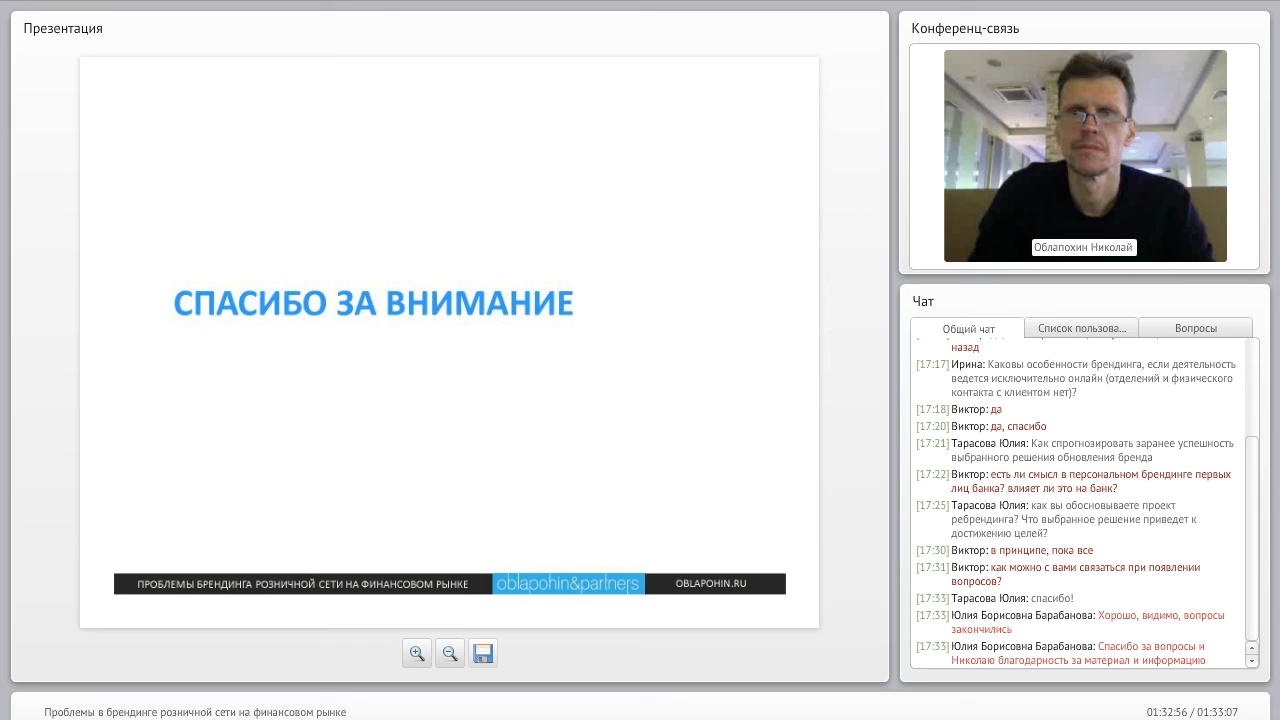 Презентация
СПАСИБО ЗА ВНИМАНИЕ
ПРОБЛЕМЫ БРЕНДИНГА РОЗНИЧНОЙ СЕТИ НА ФИНАНСОВОМ РЫНКЕ
oblapohin&partners
OBLAPOHIN.RU
Конференц-связь
Облапохин Николай
Чат
Общий чат
Список пользова...
Вопросы
назад
[17:17] Ирина: Каковы особенности брендинга, если деятельность
ведется исключительно онлайн (отделений и физического
контакта с клиентом нет)?
[17:18] Виктор: да
[17:20] Виктор: да, спасибо
[17:21] Тарасова Юлия: Как спрогнозировать заранее успешность
выбранного решения обновления бренда
[17:22] Виктор: есть ли смысл в персональном брендинге первых
лиц банка? влияет ли это на банк?
[17:25] Тарасова Юлия: как вы обосновываете проект
ребрендинга? Что выбранное решение приведет к
достижению целей?
[17:30] Виктор: в принципе, пока все
[17:31] Виктор: как можно с вами связаться при появлении
вопросов?
[17:33] Тарасова Юлия: спасибо!
[17:33] Юлия Борисовна Барабанова: Хорошо, видимо, вопросы
закончились
[17:33] Юлия Борисовна Барабанова: Спасибо за вопросы и
Николаю благодарность за материал и информацию
Проблемы в брендинге розничной сети на финансовом рынке
01:32:56 / 01:33:07